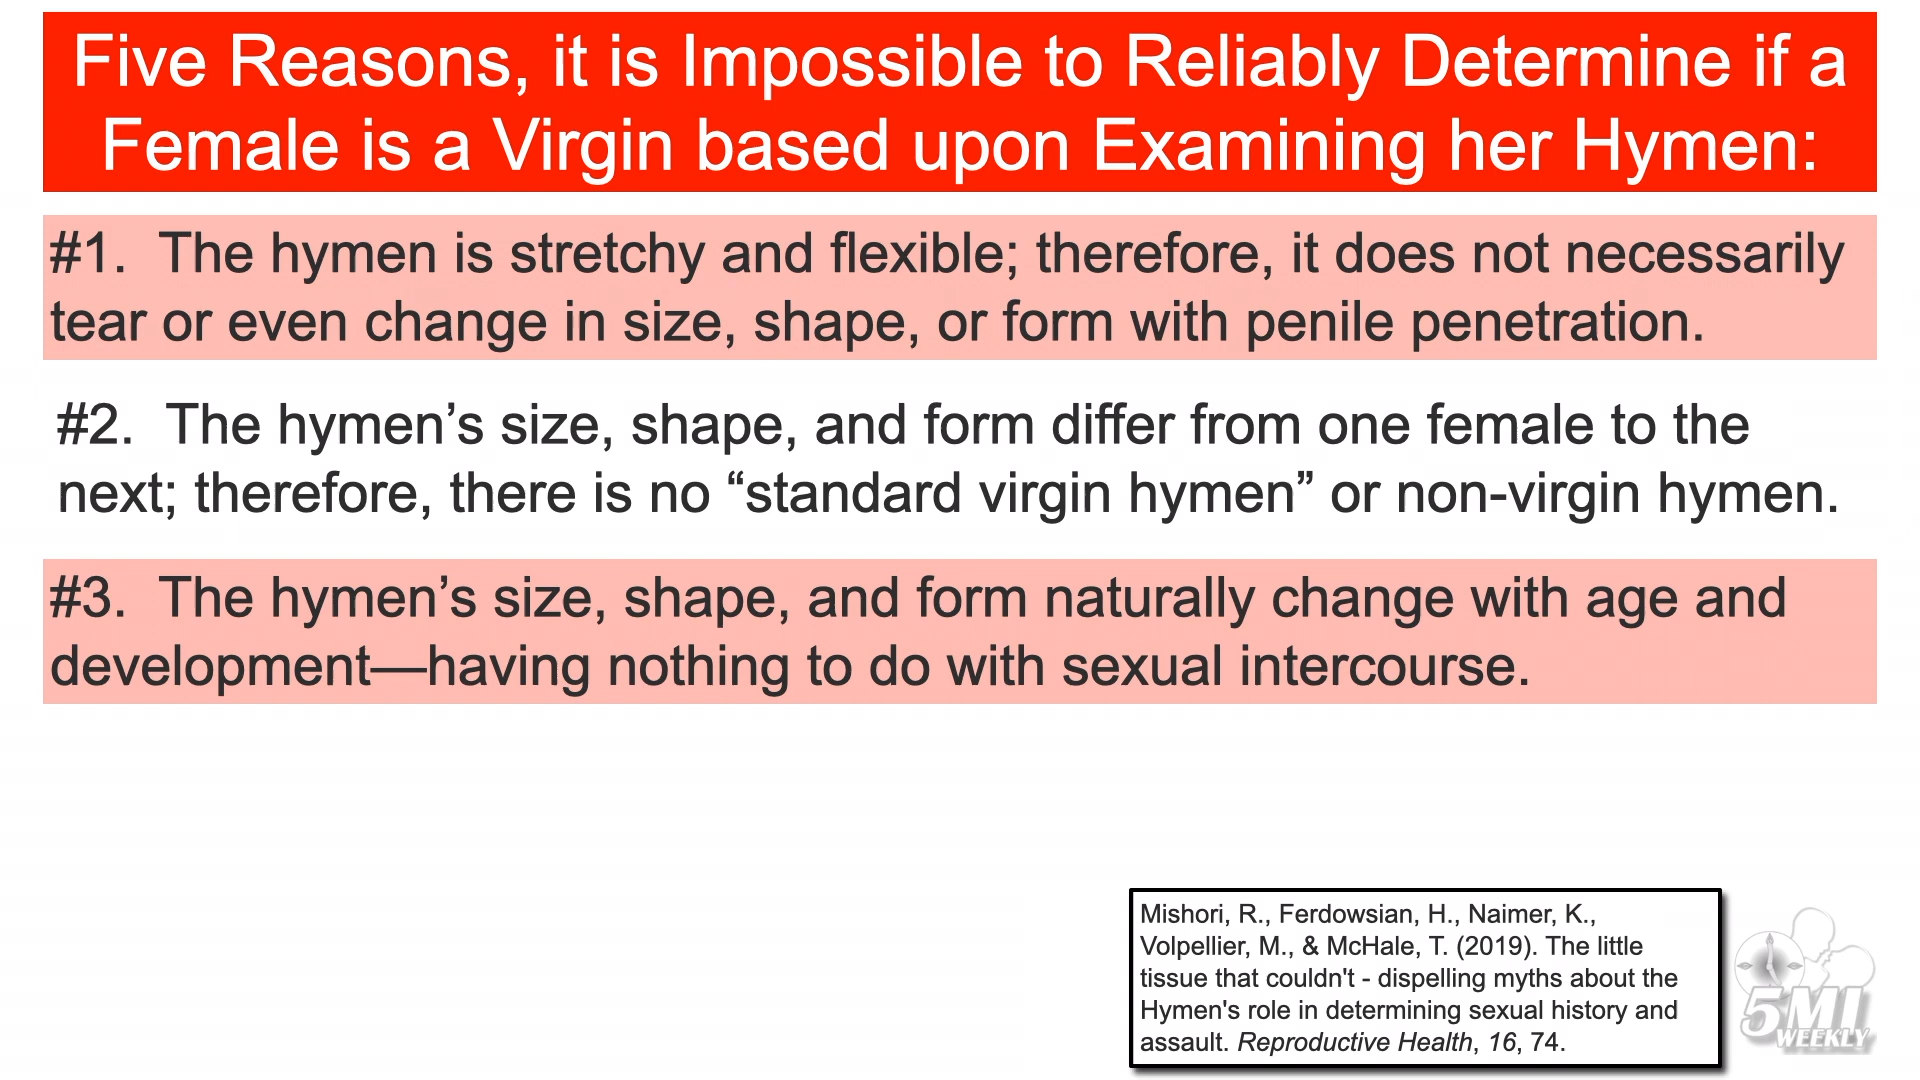 Five Reasons, it is Impossible to Reliably Determine if a
Female is a Virgin based upon Examining her Hymen:
#1.  The hymen is stretchy and flexible; therefore, it does not necessarily
tear or even change in size, shape, or form with penile penetration.
#2.  The hymen’s size, shape, and form differ from one female to the
next; therefore, there is no “standard virgin hymen” or non-virgin hymen.
#3.  The hymen’s size, shape, and form naturally change with age and
development—having nothing to do with sexual intercourse.
Mishori, R., Ferdowsian, H., Naimer, K.,
Volpellier, M., & McHale, T. (2019). The little
tissue that couldn't - dispelling myths about the
Hymen's role in determining sexual history and
assault. Reproductive Health, 16, 74.
5MI
WEEKLY